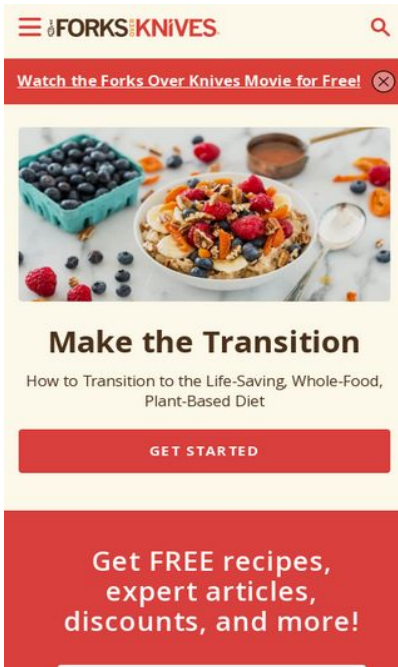 FORKS OVER KNIVES
Watch the Forks Over Knives Movie for Free!
Make the Transition
How to Transition to the Life-Saving, Whole-Food,
Plant-Based Diet
GET STARTED
Get FREE recipes,
expert articles,
discounts, and more!